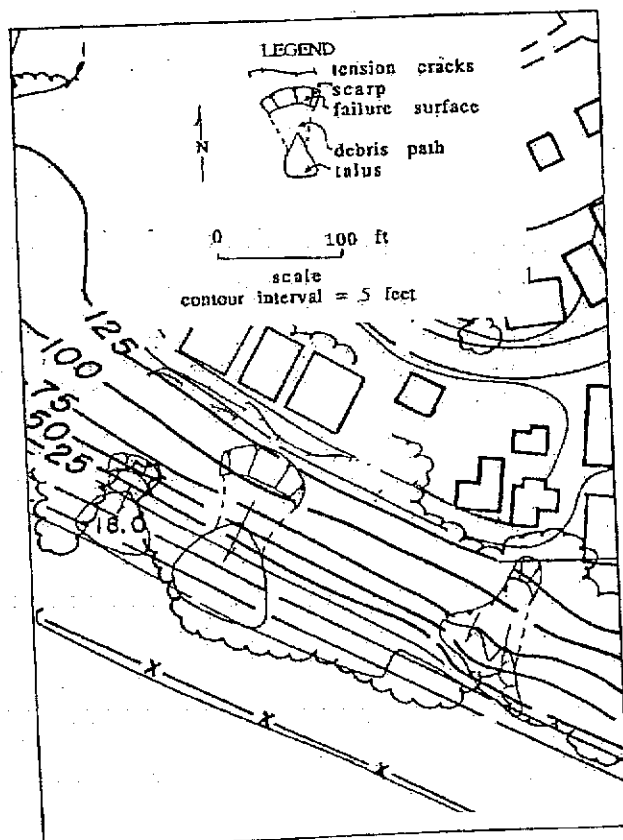 LEGEND
tension cracks
scarp
failure surface
N
debris path
talus
0 100 ft
scale
contour interval = 5 feet
125
100
75
50
25
18.0
X
X
X